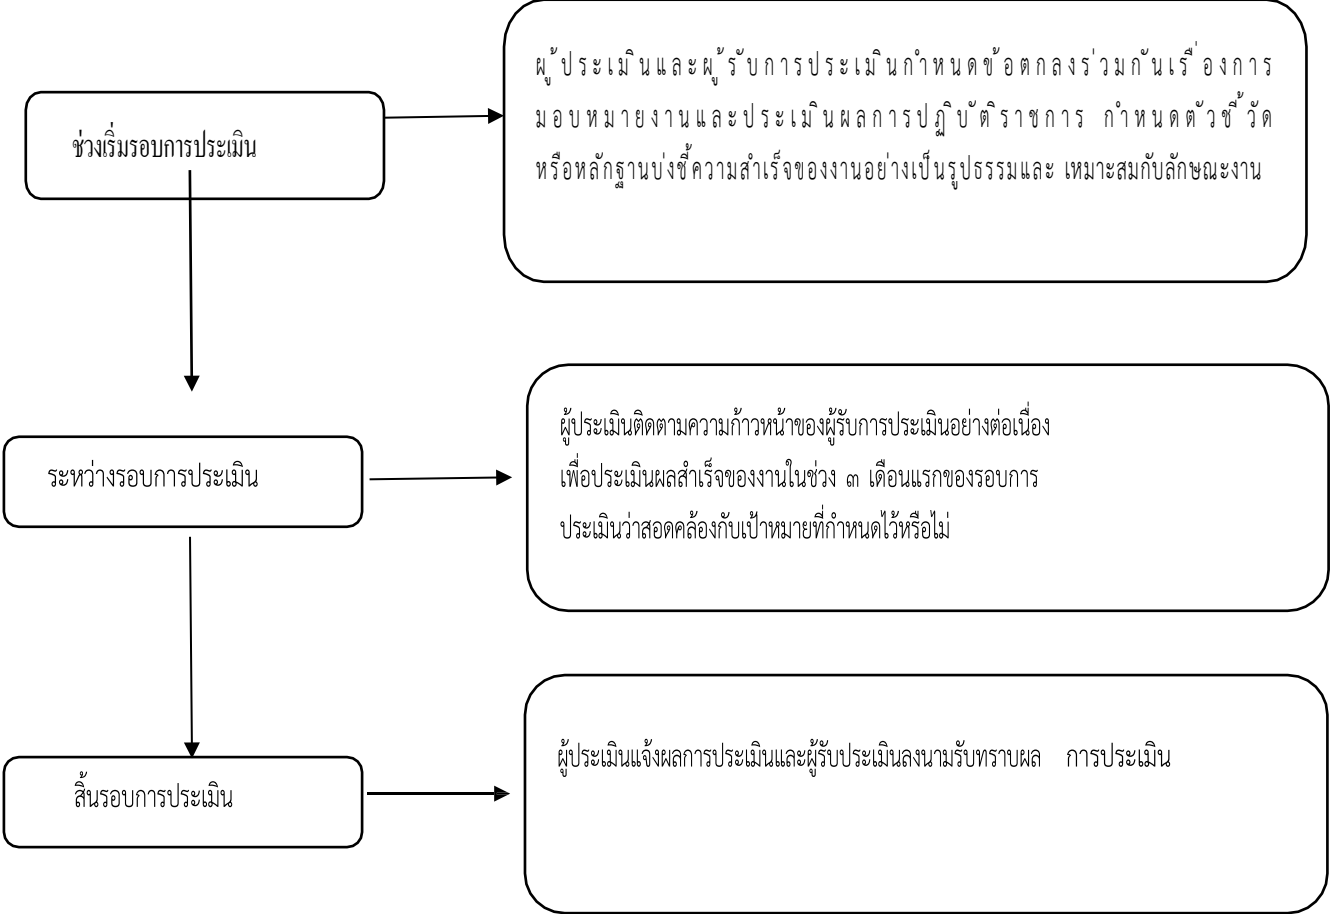 ช่วงเริ่มรอบการประเมิน
ผู้ประเมินและผู้รับการประเมินกำหนดข้อตกลงร่วมกันเรื่องการ
มอบหมายงานและประเมินผลการปฏิบัติราชการ กำหนดตัวชี้วัด
หรือหลักฐานบ่งชี้ความสำเร็จของงานอย่างเป็นรูปธรรมและ เหมาะสมกับลักษณะงาน
ระหว่างรอบการประเมิน
ผู้ประเมินติดตามความก้าวหน้าของผู้รับการประเมินอย่างต่อเนื่อง
เพื่อประเมินผลสำเร็จของงานในช่วง ๓ เดือนแรกของรอบการ
ประเมินว่าสอดคล้องกับเป้าหมายที่กำหนดไว้หรือไม่
สิ้นรอบการประเมิน
ผู้ประเมินแจ้งผลการประเมินและผู้รับประเมินลงนามรับทราบผล การประเมิน